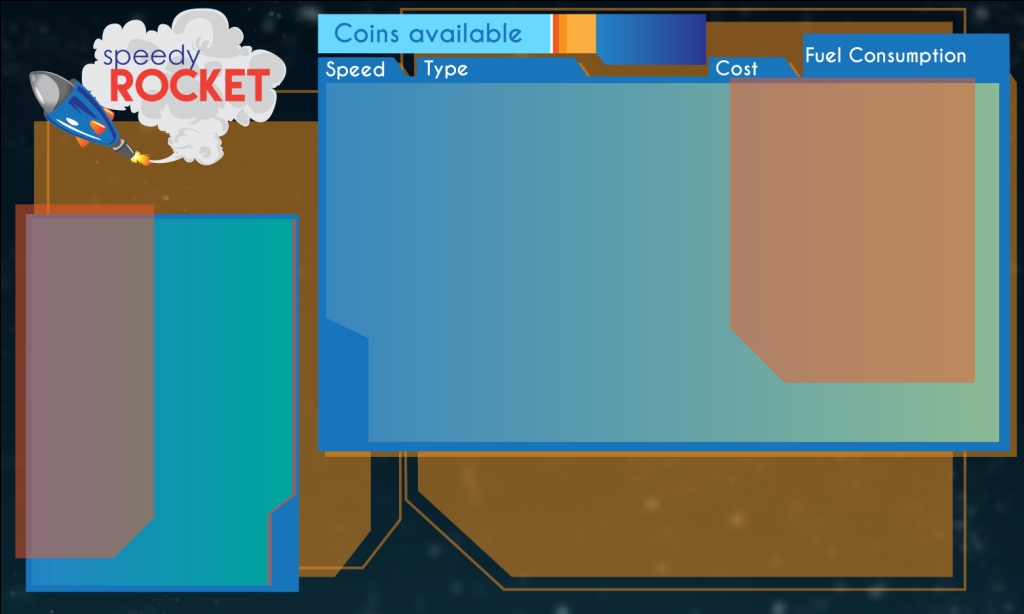 speedy
ROCKET
Coins available
Speed
Type
Cost
Fuel Consumption